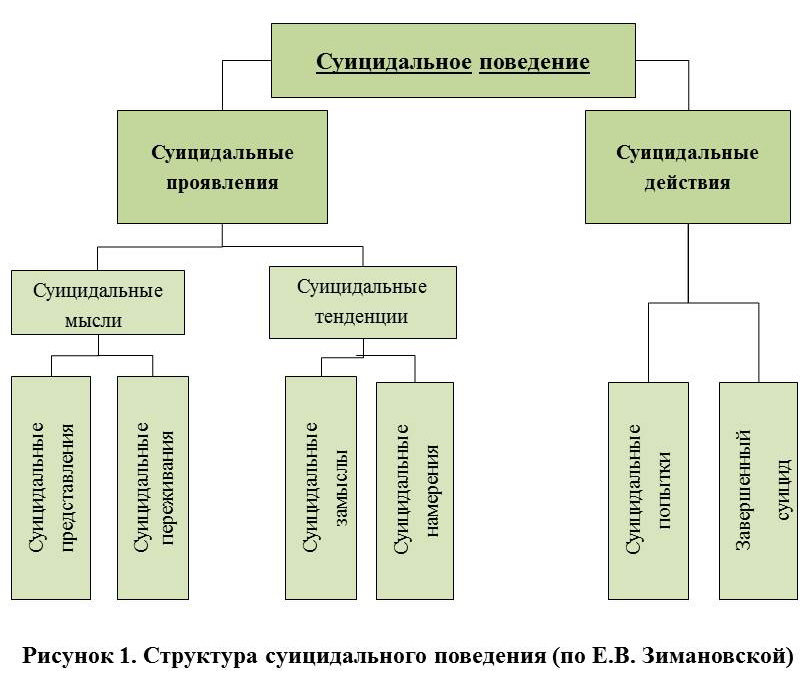 Суицидальное поведение
Суицидальные
проявления
Суицидальные
действия
Суицидальные
мысли
Суицидальные
тенденции
Суицидальные
представления
Суицидальные
переживания
Суицидальные
замыслы
Суицидальные
намерения
Суицидальные
попытки
Завершенный
суицид
Рисунок 1. Структура суицидального поведения (по Е.В. Зимановской)